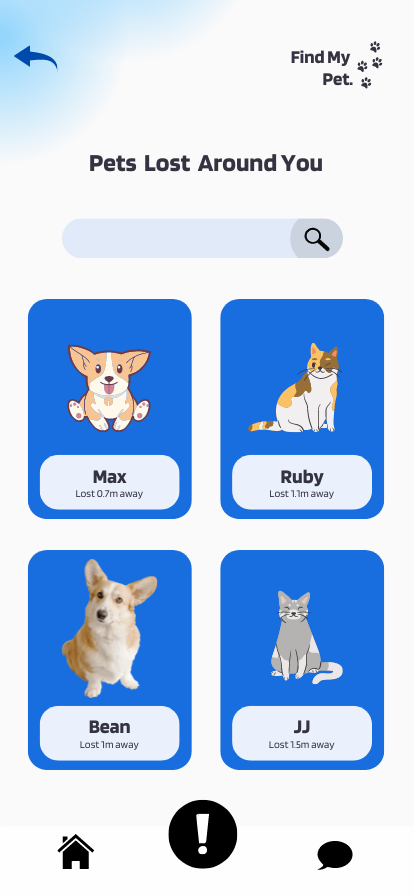 Find My
Pet.
Pets Lost Around You
Max
Lost 0.7m away
Ruby
Lost 1.1m away
Bean
Lost 1m away
JJ
Lost 1.5m away
!